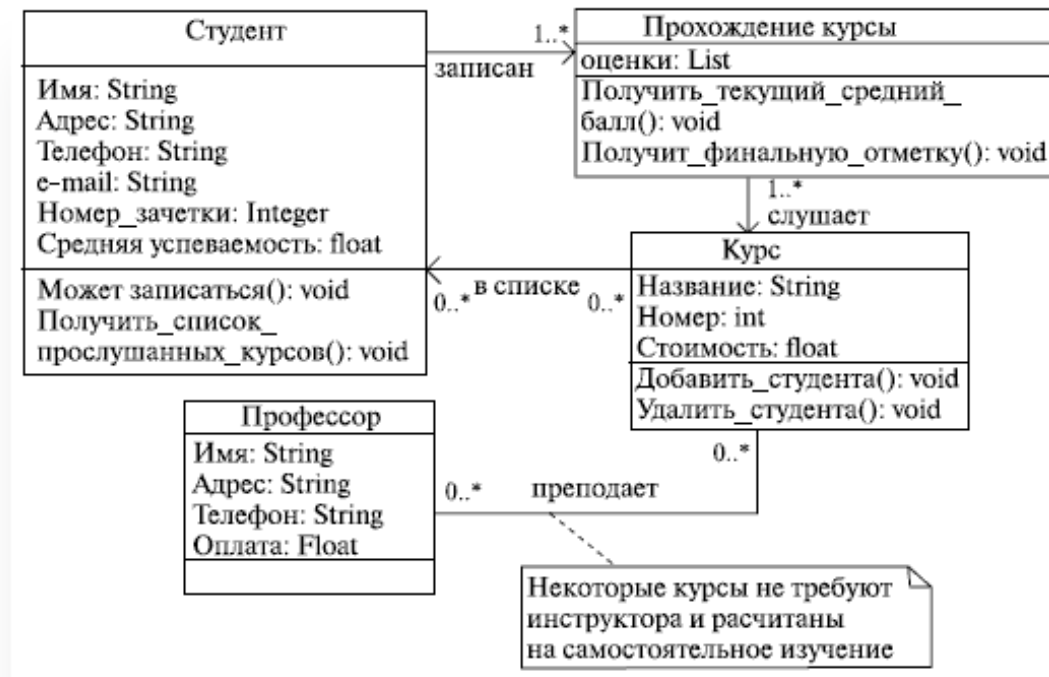 Студент
Имя: String
Адрес: String
Телефон: String
e-mail: String
Номер_зачетки: Integer
Средняя успеваемость: float
Может записаться(): void
Получить_список_
прослушанных_курсов(): void
1..*
записан
Прохождение курсы
оценки: List
Получить_текущий_средний_
балл(): void
Получит_финальную_отметку(): void
1..*
слушает
0..* в списке 0..*
Курс
Название: String
Номер: int
Стоимость: float
Добавить_студента(): void
Удалить_студента(): void
Профессор
Имя: String
Адрес: String
Телефон: String
Оплата: Float
0..*
0..* преподает
Некоторые курсы не требуют
инструктора и расчитаны
на самостоятельное изучение